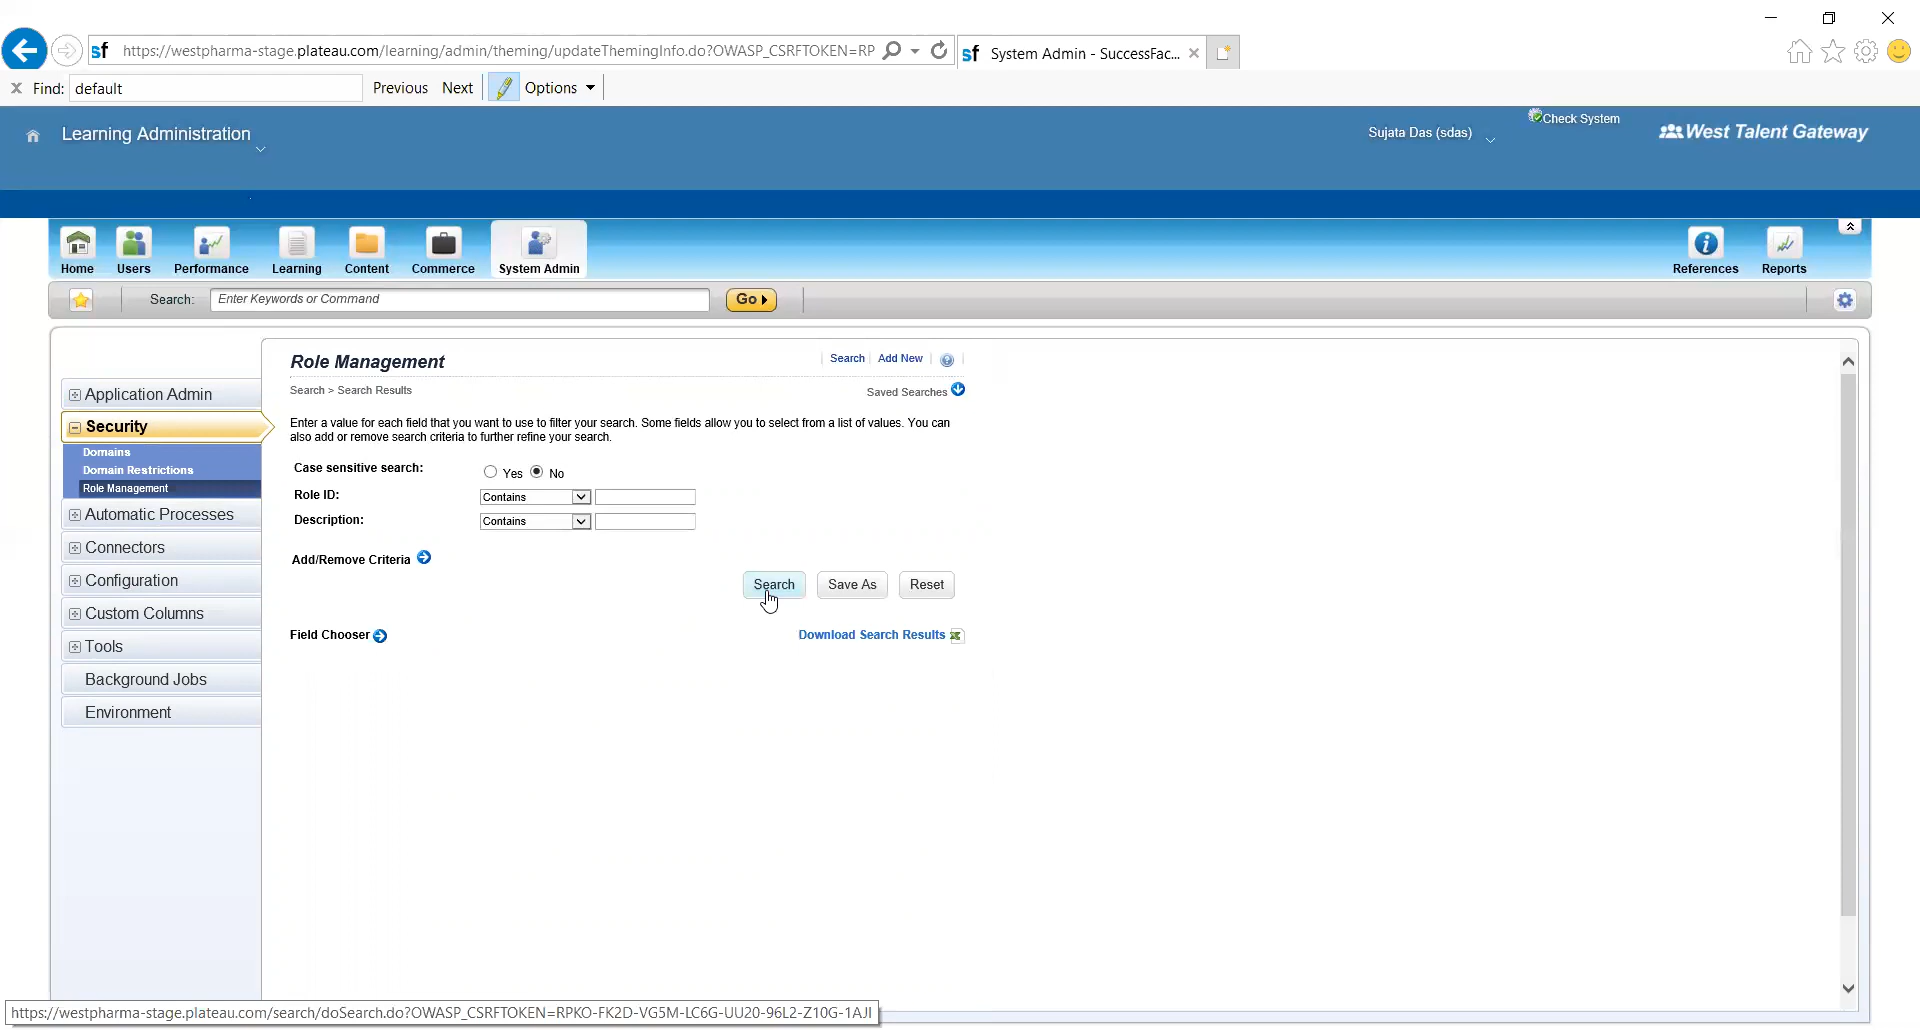 sf https://westpharma-stage.plateau.com/learning/admin/theming/updateThemingInfo.do?OWASP_CSRFTOKEN=RP
sf System Admin - SuccessFac...
x Find: default Previous Next Options
Learning Administration
Sujata Das (sdas)
Check System
West Talent Gateway
Home Users Performance Learning Content Commerce System Admin References Reports
Search: Enter Keywords or Command Go
Application Admin
Security
Domains
Domain Restrictions
Role Management
Automatic Processes
Connectors
Configuration
Custom Columns
Tools
Background Jobs
Environment
Role Management Search Add New
Search > Search Results Saved Searches
Enter a value for each field that you want to use to filter your search. Some fields allow you to select from a list of values. You can
also add or remove search criteria to further refine your search.
Case sensitive search: Yes No
Role ID: Contains
Description: Contains
Add/Remove Criteria
Search Save As Reset
Field Chooser Download Search Results
https://westpharma-stage.plateau.com/search/doSearch.do?OWASP_CSRFTOKEN=RPKO-FK2D-VG5M-LC6G-UU20-96L2-Z10G-1AJI